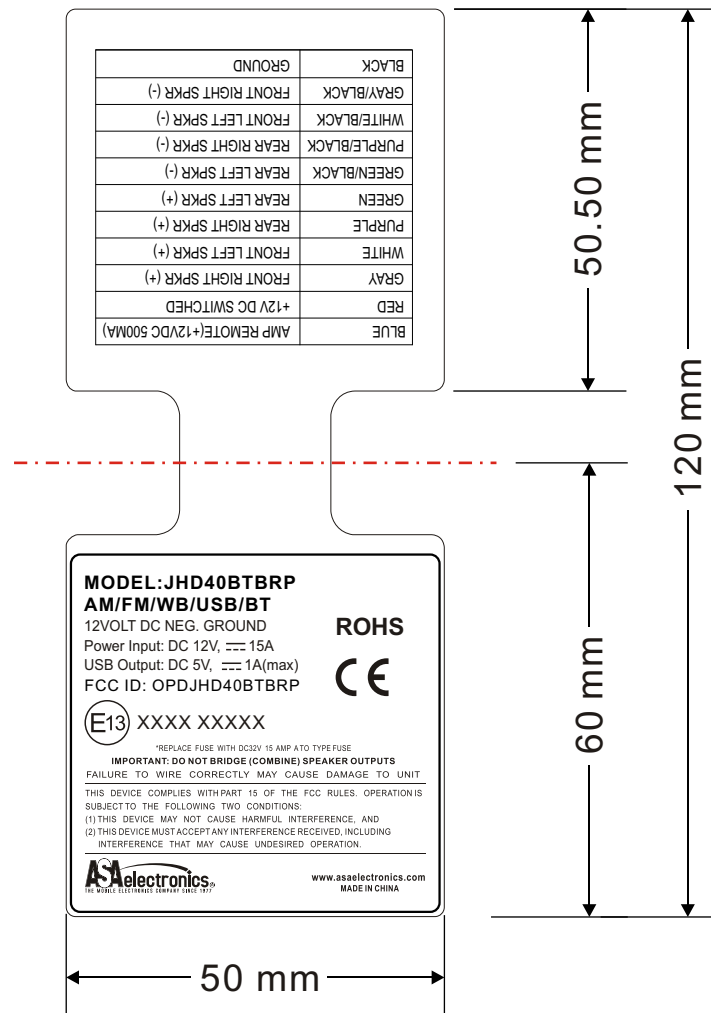 BLUE AMP REMOTE(+12VDC 500MA)
RED +12V DC SWITCHED
GRAY FRONT RIGHT SPKR (+)
WHITE FRONT LEFT SPKR (+)
PURPLE REAR RIGHT SPKR (+)
GREEN REAR LEFT SPKR (+)
GREEN/BLACK REAR LEFT SPKR (-)
PURPLE/BLACK REAR RIGHT SPKR (-)
WHITE/BLACK FRONT LEFT SPKR (-)
GRAY/BLACK FRONT RIGHT SPKR (-)
BLACK GROUND
50.50 mm
120 mm
60 mm
MODEL:JHD40BTBRP
AM/FM/WB/USB/BT
12VOLT DC NEG. GROUND
Power Input: DC 12V, ⎓ 15A
USB Output: DC 5V, ⎓ 1A(max)
FCC ID: OPDJHD40BTBRP
ROHS
CE
E13 XXXX XXXXX
*REPLACE FUSE WITH DC32V 15 AMP ATO TYPE FUSE
IMPORTANT: DO NOT BRIDGE (COMBINE) SPEAKER OUTPUTS
FAILURE TO WIRE CORRECTLY MAY CAUSE DAMAGE TO UNIT
THIS DEVICE COMPLIES WITH PART 15 OF THE FCC RULES. OPERATION IS
SUBJECT TO THE FOLLOWING TWO CONDITIONS:
(1) THIS DEVICE MAY NOT CAUSE HARMFUL INTERFERENCE, AND
(2) THIS DEVICE MUST ACCEPT ANY INTERFERENCE RECEIVED, INCLUDING
INTERFERENCE THAT MAY CAUSE UNDESIRED OPERATION.
ASAelectronics®
THE MOBILE ELECTRONICS COMPANY SINCE 1977
www.asaelectronics.com
MADE IN CHINA
50 mm